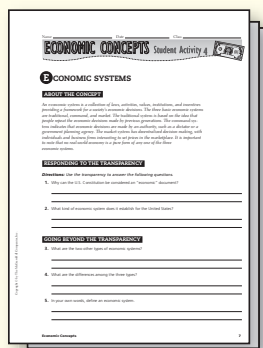 Name Date Class
ECONOMIC CONCEPTS Student Activity 4
ECONOMIC SYSTEMS
ABOUT THE CONCEPT
An economic system is a collection of laws, activities, values, institutions, and incentives
providing a framework for a society's economic decisions. The three basic economic systems
are traditional, command, and market. The traditional system is based on the idea that
people repeat the economic decisions made by previous generations. The command sys-
tem indicates that economic decisions are made by an authority, such as a dictator or a
government planning agency. The market system has decentralized decision making, with
individuals and business firms interacting to set prices in the marketplace. It is important
to note that no real-world economy is a pure form of any one of the three
economic systems.
RESPONDING TO THE TRANSPARENCY
Directions: Use the transparency to answer the following questions.
1. Why can the U.S. Constitution be considered an "economic" document?
2. What kind of economic system does it establish for the United States?
GOING BEYOND THE TRANSPARENCY
3. What are the two other types of economic systems?
4. What are the differences among the three types?
5. In your own words, define an economic system.
Economic Concepts 7